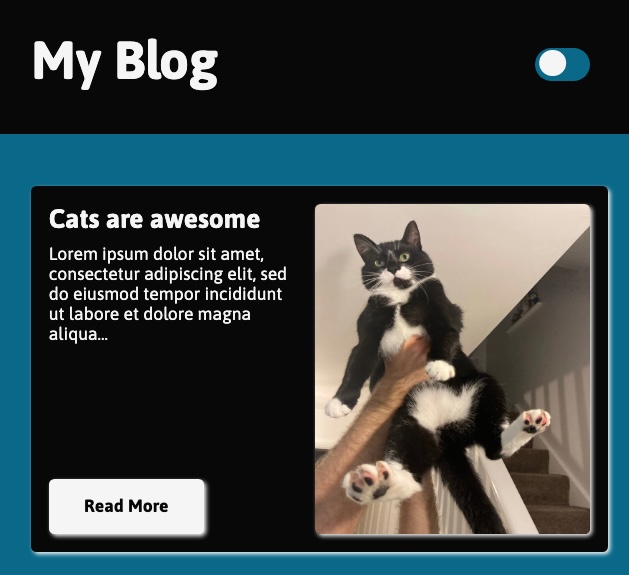 My Blog
Cats are awesome
Lorem ipsum dolor sit amet,
consectetur adipiscing elit, sed
do eiusmod tempor incididunt
ut labore et dolore magna
aliqua...
Read More